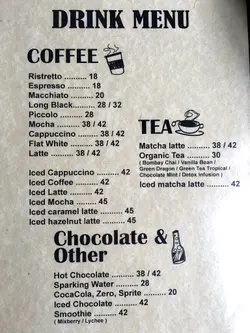 DRINK MENU
COFFEE
Ristretto .......... 18
Espresso .......... 18
Macchiato .......... 20
Long Black.......... 28 / 32
Piccolo .......... 28
Mocha .......... 38 / 42
Cappuccino .......... 38 / 42
Flat White .......... 38 / 42
Latte .......... 38 / 42
Iced Cappuccino .......... 42
Iced Coffee .......... 42
Iced Latte .......... 42
Iced Mocha .......... 45
Iced caramel latte .......... 45
Iced hazelnut latte .......... 45
TEA
Matcha latte .......... 38 / 42
Organic Tea .......... 30
( Bombay Chai / Vanilla Bean /
Green Dragon / Green Tea Tropical /
Chocolate Mint / Detox Infusion )
Iced matcha latte .......... 42
Chocolate &
Other
Hot Chocolate .......... 38 / 42
Sparking Water .......... 28
CocaCola, Zero, Sprite .......... 20
Iced Chocolate .......... 42
Smoothie .......... 42
( Mixberry / Lychee )